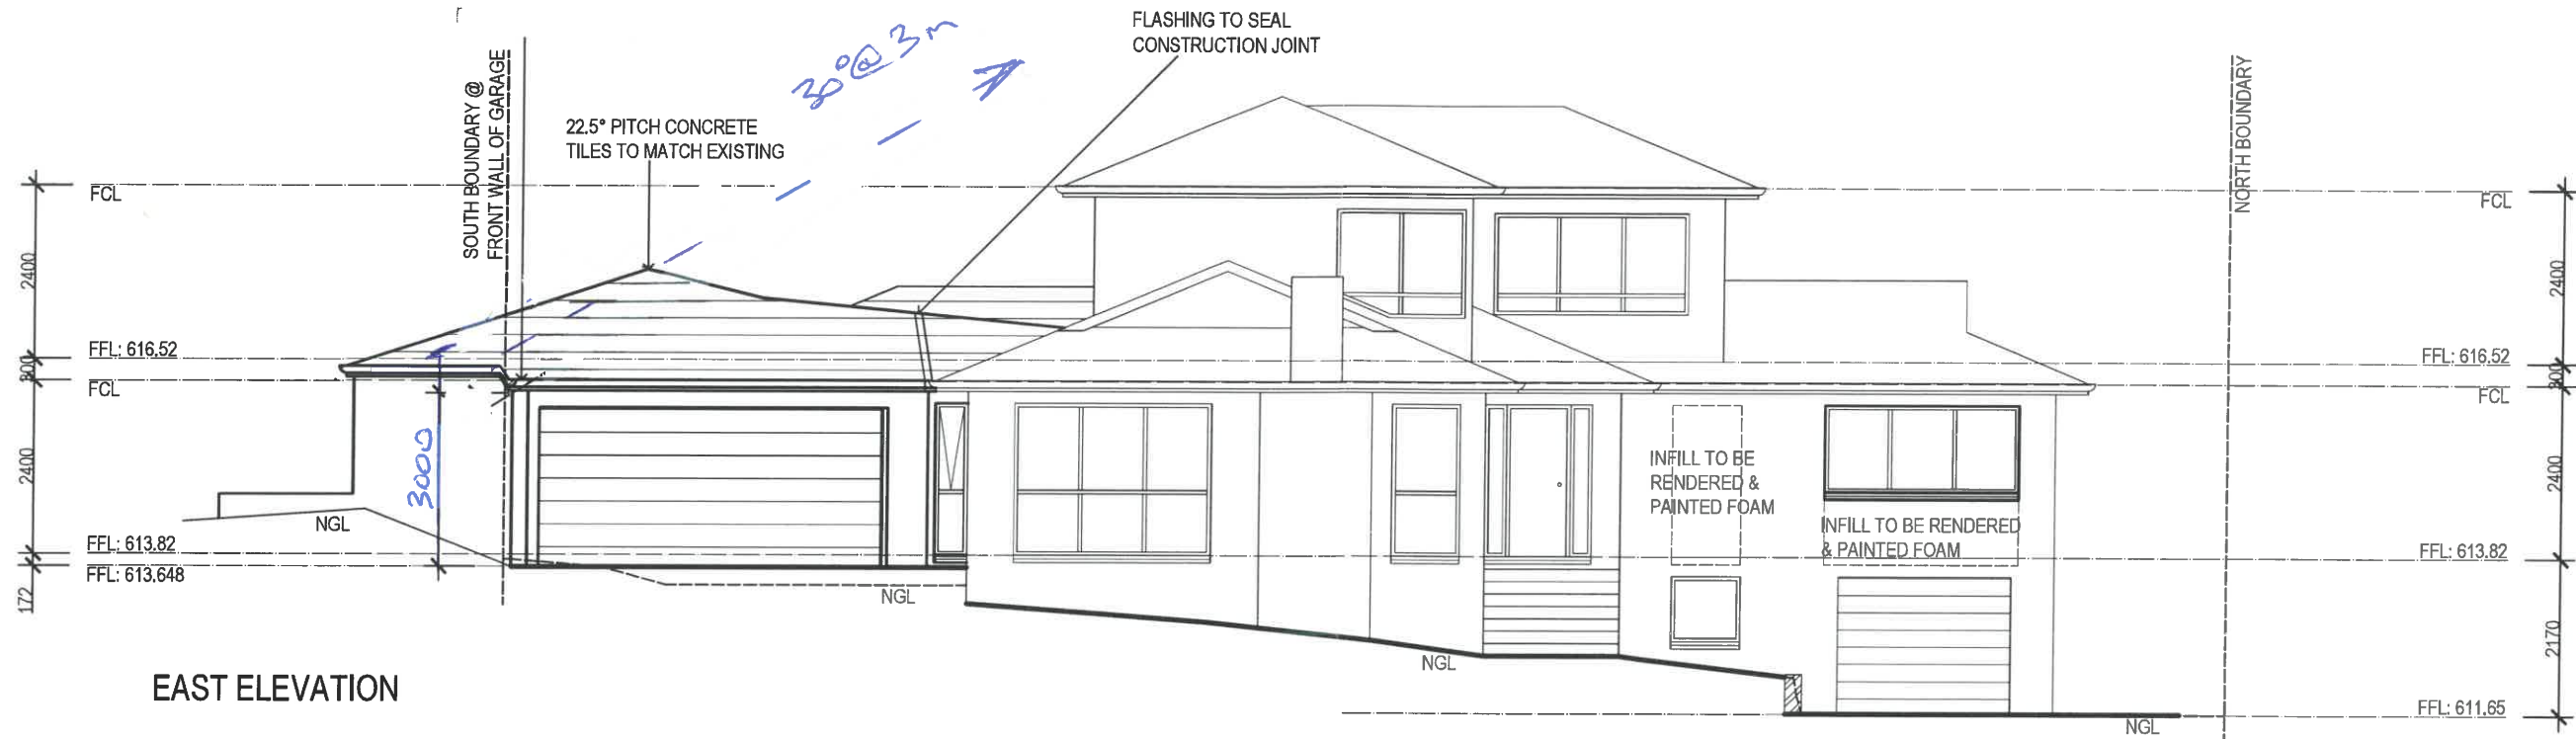 FLASHING TO SEAL
CONSTRUCTION JOINT
30°@ 3m
SOUTH BOUNDARY @
FRONT WALL OF GARAGE
22.5° PITCH CONCRETE
TILES TO MATCH EXISTING
NORTH BOUNDARY
FCL
FCL
2400
2400
FFL: 616.52
FFL: 616.52
300
300
FCL
FCL
2400
3000
2400
INFILL TO BE
RENDERED &
PAINTED FOAM
INFILL TO BE RENDERED
& PAINTED FOAM
NGL
FFL: 613.82
FFL: 613.82
FFL: 613.648
172
NGL
2170
NGL
EAST ELEVATION
FFL: 611.65
NGL